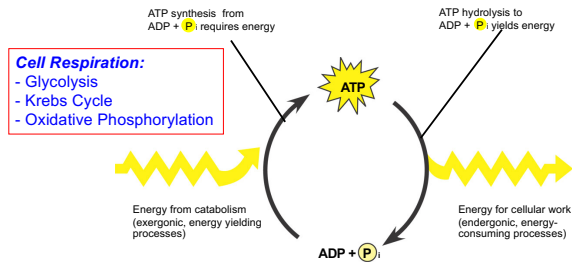 ATP synthesis from
ADP + Pi requires energy
ATP hydrolysis to
ADP + Pi yields energy
Cell Respiration:
- Glycolysis
- Krebs Cycle
- Oxidative Phosphorylation
ATP
Energy from catabolism
(exergonic, energy yielding
processes)
Energy for cellular work
(endergonic, energy-
consuming processes)
ADP + Pi